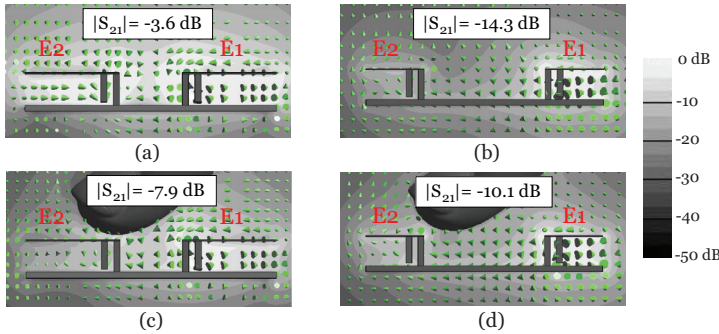 |S21|= -3.6 dB
E2
E1
(a)
|S21|= -14.3 dB
E2
E1
(b)
0 dB
-10
-20
-30
-40
-50 dB
|S21|= -7.9 dB
E2
E1
(c)
|S21|= -10.1 dB
E2
E1
(d)